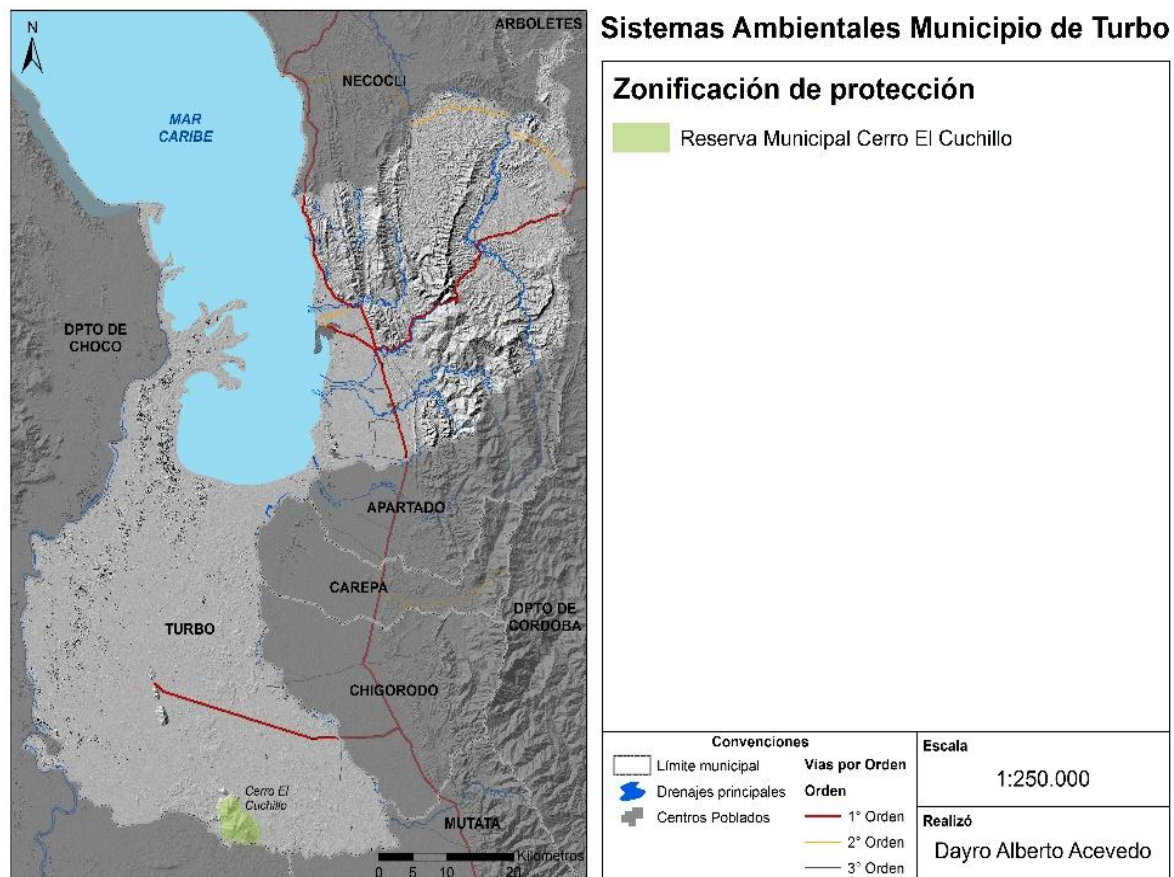 Sistemas Ambientales Municipio de Turbo
Zonificación de protección
Reserva Municipal Cerro El Cuchillo
N
ARBOLETES
NECOCLI
MAR
CARIBE
DPTO DE
CHOCO
APARTADO
CAREPA
DPTO DE
CORDOBA
TURBO
CHIGORODO
Cerro El
Cuchillo
MUTATA
Kilómetros
0 5 10 20
Convenciones
Límite municipal
Drenajes principales
Centros Poblados
Vías por Orden
Orden
1° Orden
2° Orden
3° Orden
Escala
1:250.000
Realizó
Dayro Alberto Acevedo